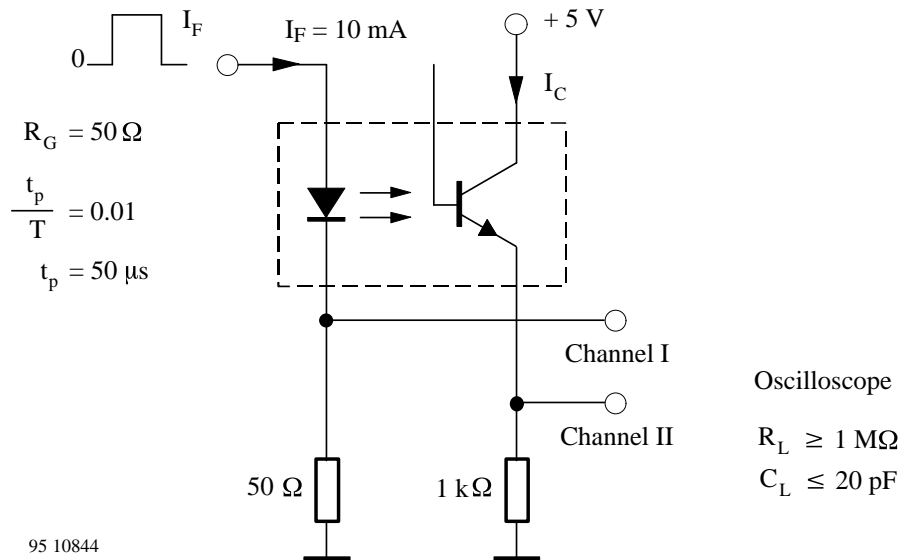 I_F
0
I_F = 10 mA
+ 5 V
I_C
R_G = 50 Ω
t_p / T = 0.01
t_p = 50 µs
Channel I
Channel II
50 Ω
1 kΩ
Oscilloscope
R_L ≥ 1 MΩ
C_L ≤ 20 pF
95 10844